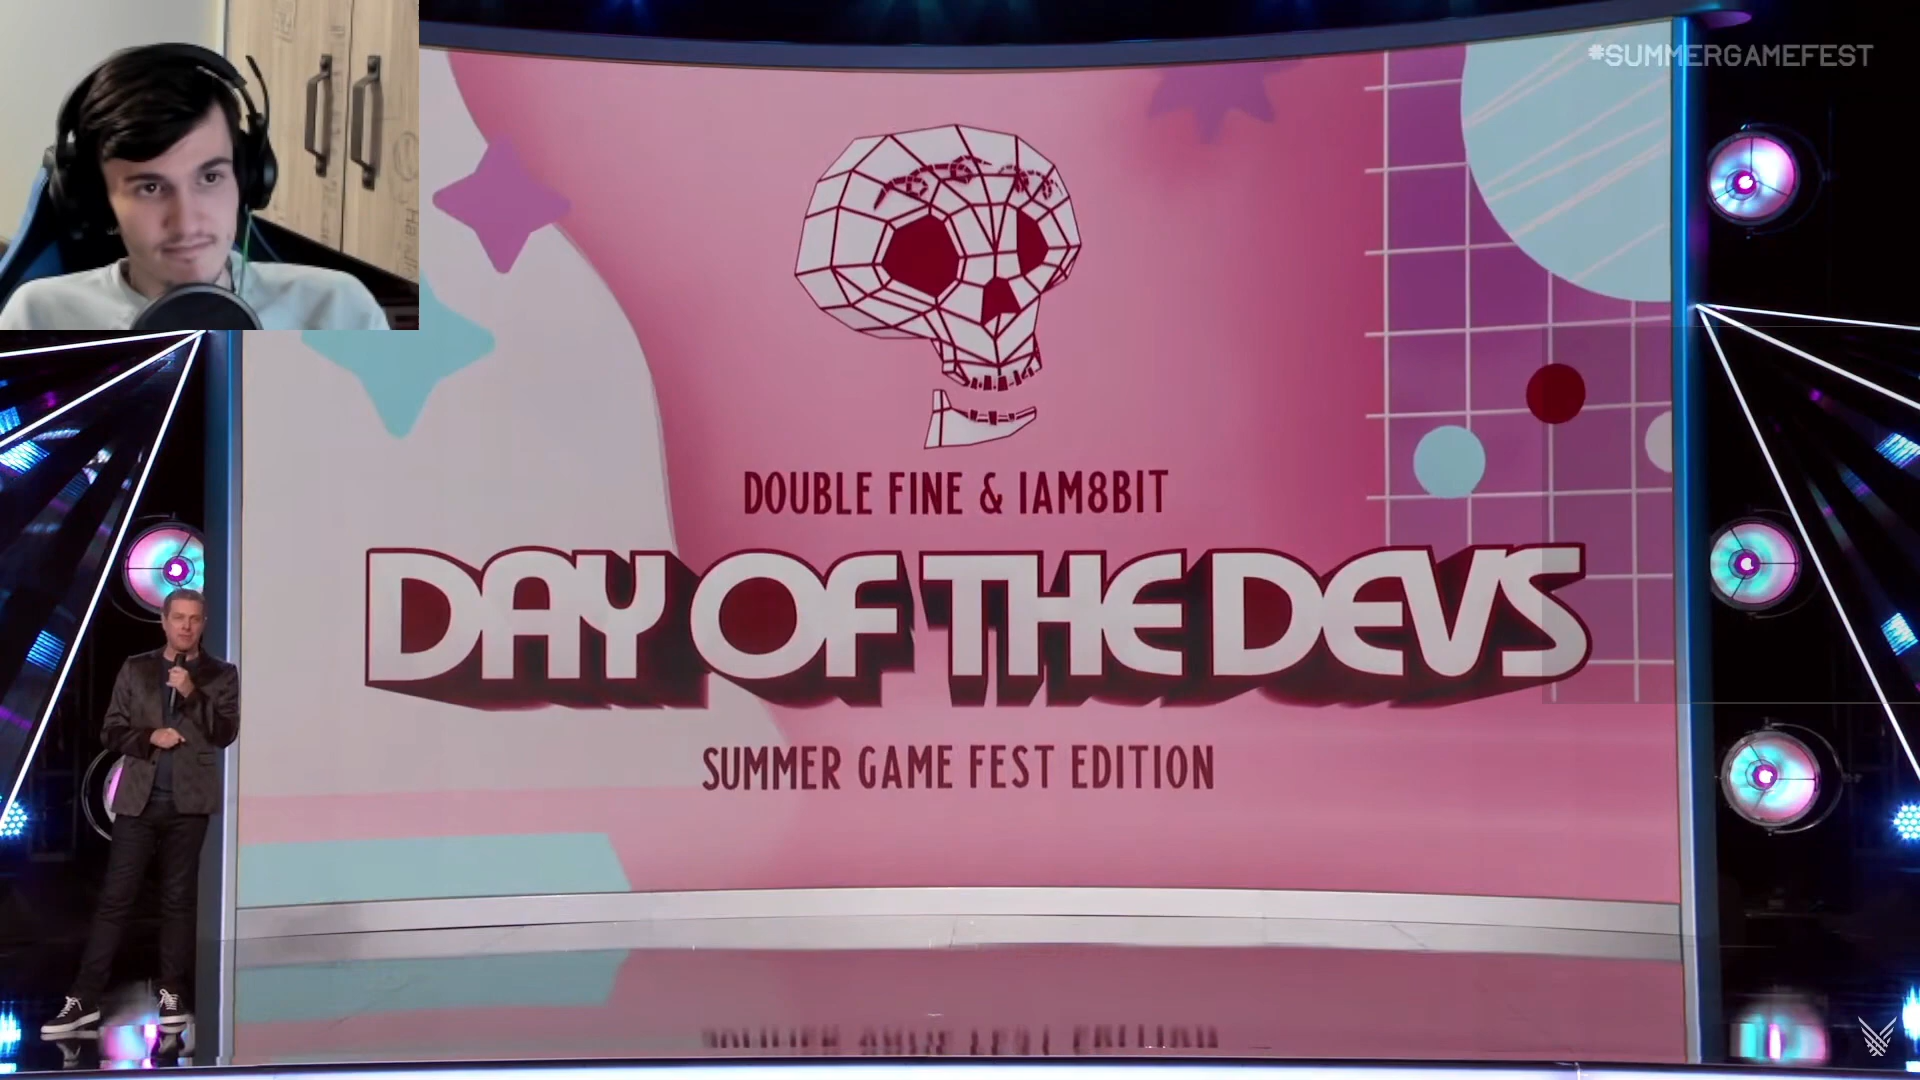 #SUMMERGAMEFEST
DOUBLE FINE & IAM8BIT
DAY OF THE DEVS
SUMMER GAME FEST EDITION